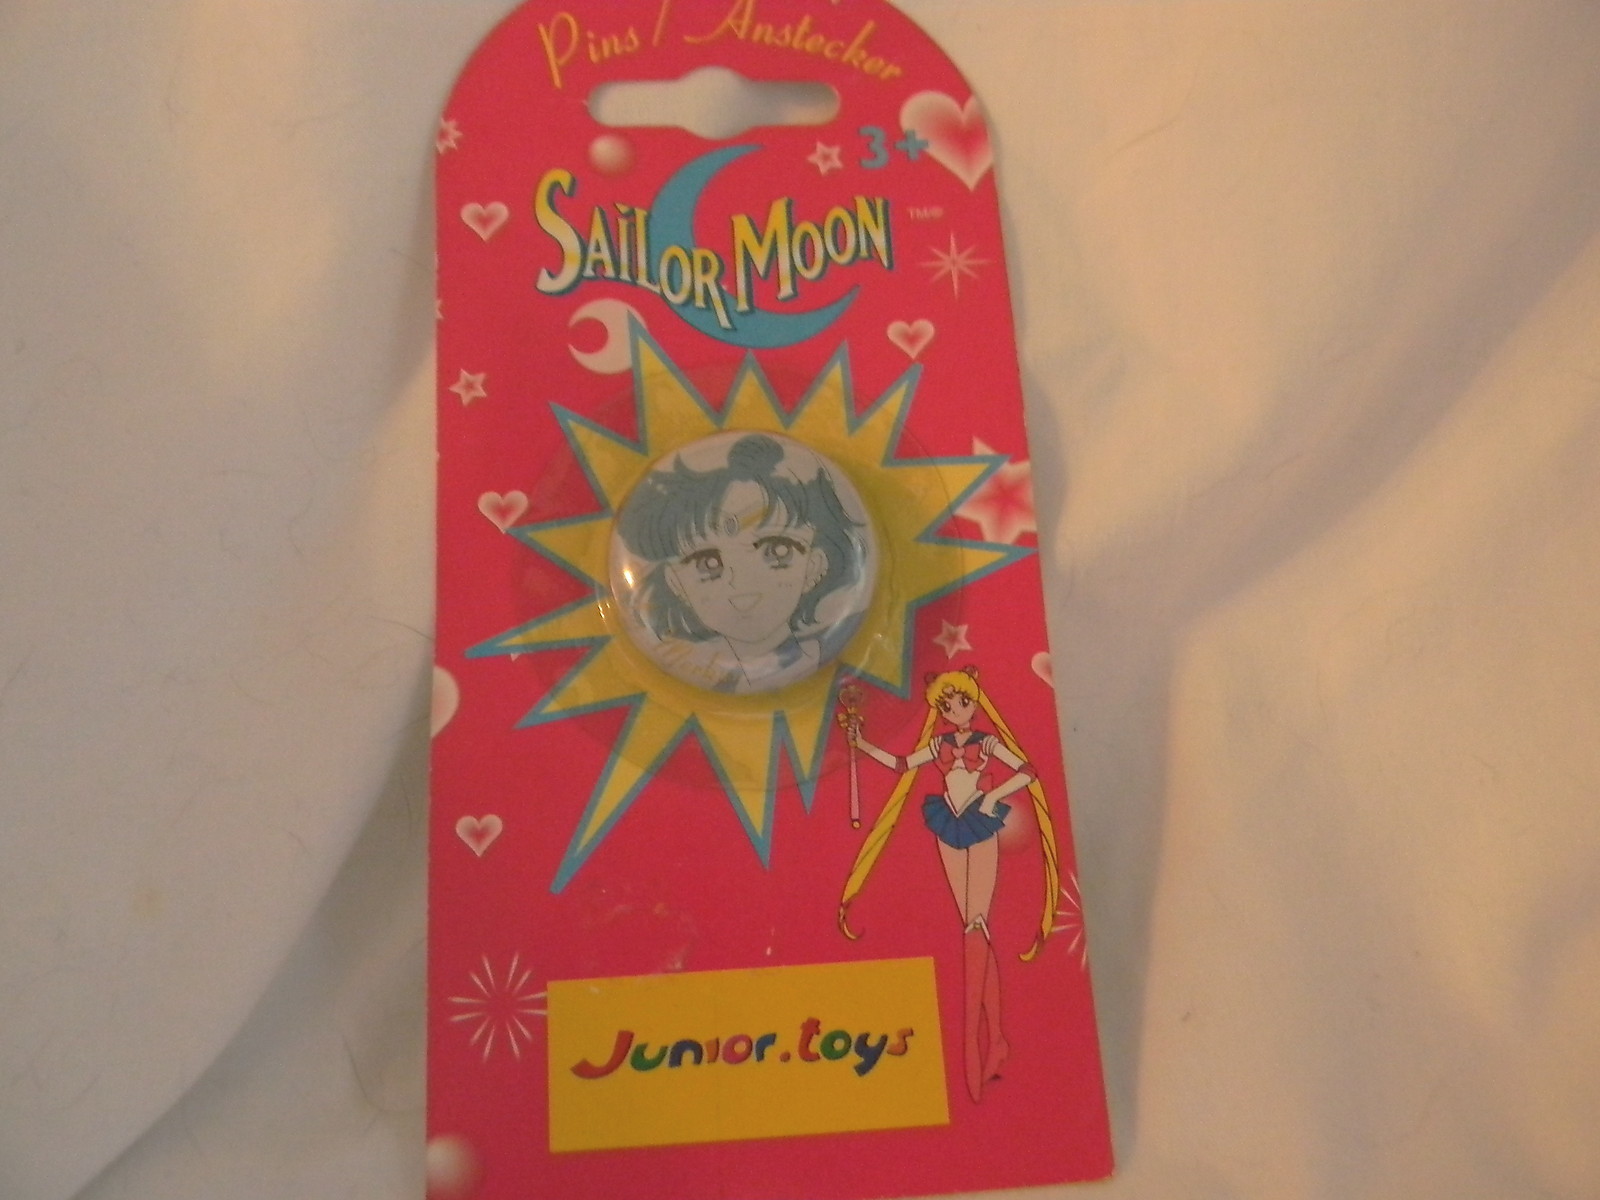 Pins / Anstecker
3+
SAILOR MOON
TM®
Junior.toys